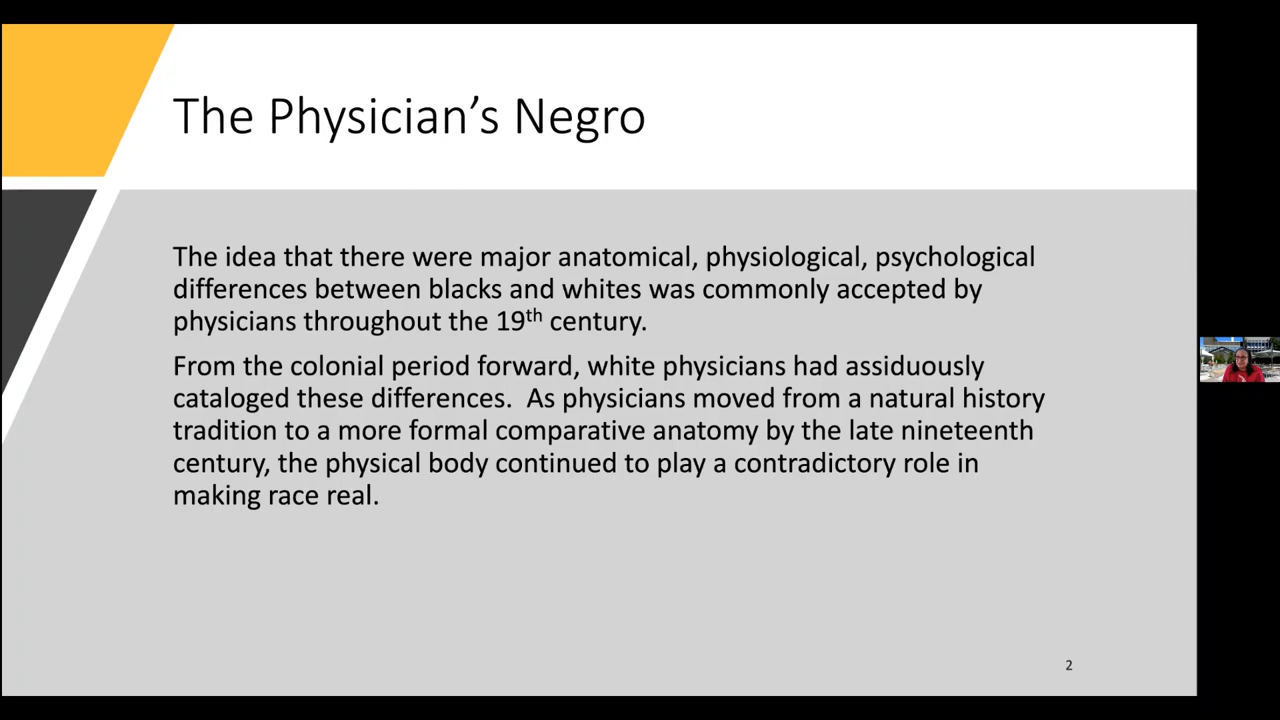 The Physician’s Negro
The idea that there were major anatomical, physiological, psychological
differences between blacks and whites was commonly accepted by
physicians throughout the 19th century.
From the colonial period forward, white physicians had assiduously
cataloged these differences.  As physicians moved from a natural history
tradition to a more formal comparative anatomy by the late nineteenth
century, the physical body continued to play a contradictory role in
making race real.
2